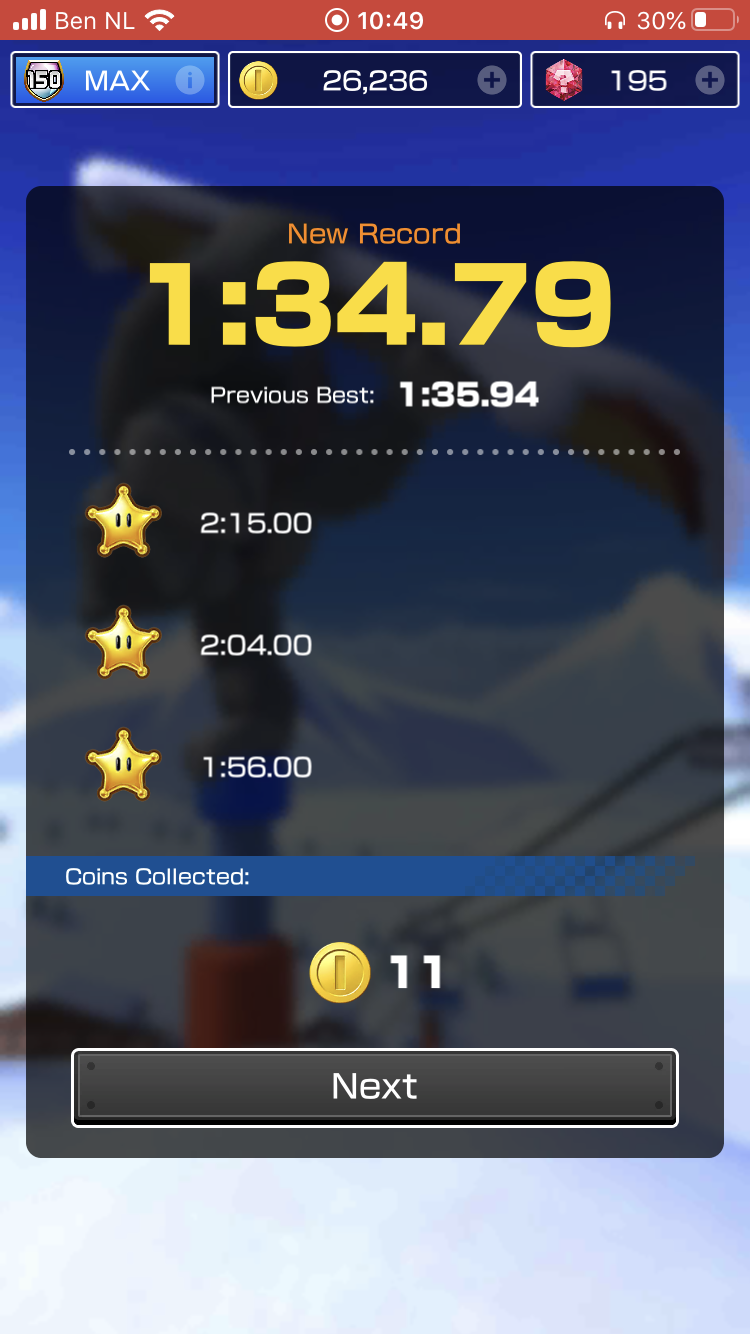 Ben NL 10:49 30%
150 MAX i 26,236 + ? 195 +
New Record
1:34.79
Previous Best: 1:35.94
2:15.00
2:04.00
1:56.00
Coins Collected:
11
Next